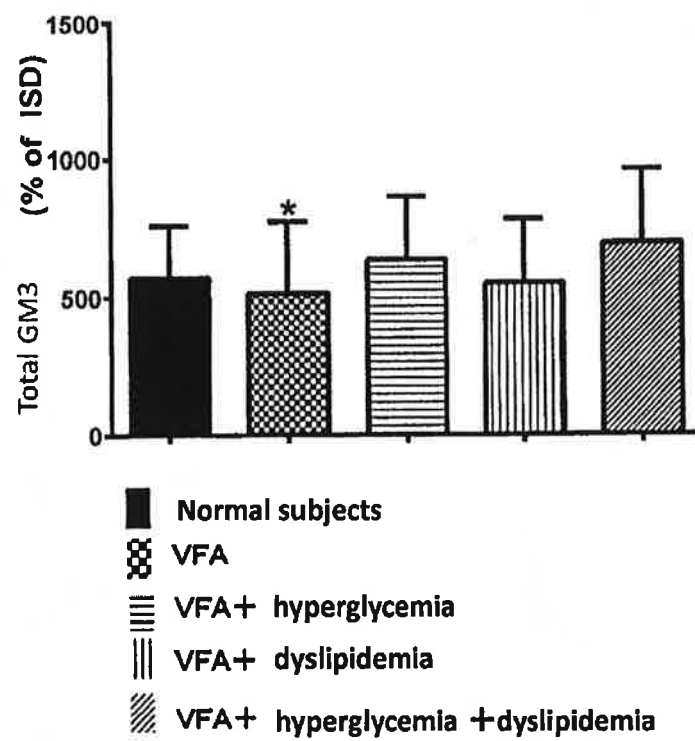 1500
1000
500
0
Total GM3 (% of ISD)
*
Normal subjects
VFA
VFA+ hyperglycemia
VFA+ dyslipidemia
VFA+ hyperglycemia +dyslipidemia